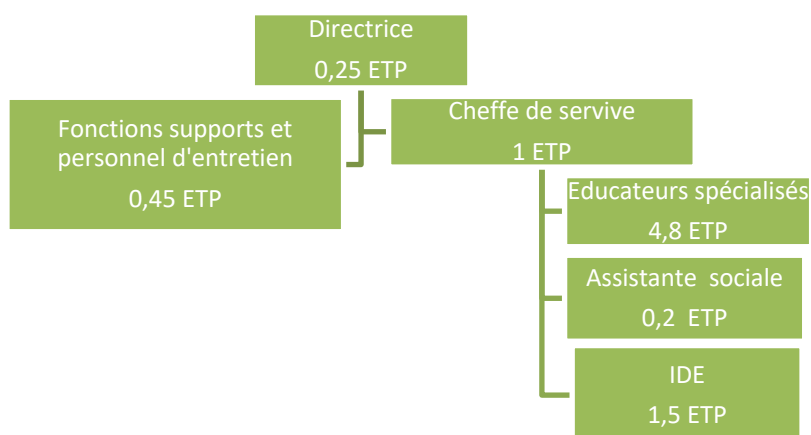 Directrice
0,25 ETP
Fonctions supports et
personnel d'entretien
0,45 ETP
Cheffe de servive
1 ETP
Educateurs spécialisés
4,8 ETP
Assistante sociale
0,2 ETP
IDE
1,5 ETP